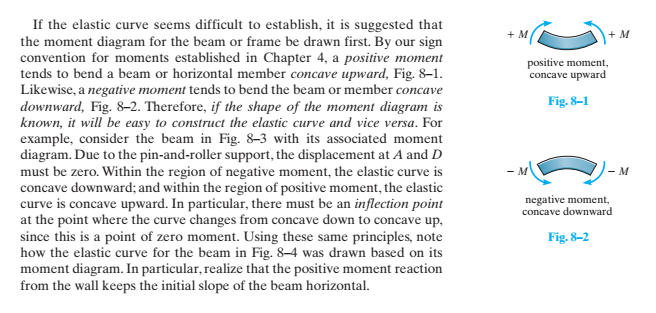 If the elastic curve seems difficult to establish, it is suggested that
the moment diagram for the beam or frame be drawn first. By our sign
convention for moments established in Chapter 4, a positive moment
tends to bend a beam or horizontal member concave upward, Fig. 8–1.
Likewise, a negative moment tends to bend the beam or member concave
downward, Fig. 8–2. Therefore, if the shape of the moment diagram is
known, it will be easy to construct the elastic curve and vice versa. For
example, consider the beam in Fig. 8–3 with its associated moment
diagram. Due to the pin-and-roller support, the displacement at A and D
must be zero. Within the region of negative moment, the elastic curve is
concave downward; and within the region of positive moment, the elastic
curve is concave upward. In particular, there must be an inflection point
at the point where the curve changes from concave down to concave up,
since this is a point of zero moment. Using these same principles, note
how the elastic curve for the beam in Fig. 8–4 was drawn based on its
moment diagram. In particular, realize that the positive moment reaction
from the wall keeps the initial slope of the beam horizontal.
+ M + M
positive moment,
concave upward
Fig. 8–1
– M – M
negative moment,
concave downward
Fig. 8–2